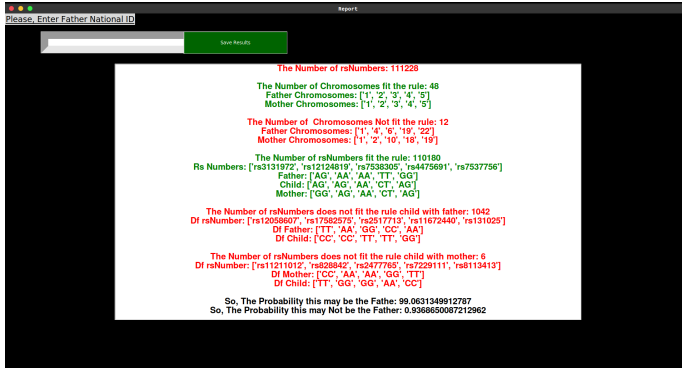 Report
Please, Enter Father National ID
Save Results
The Number of rsNumbers: 111228
The Number of Chromosomes fit the rule: 48
Father Chromosomes: ['1', '2', '3', '4', '5']
Mother Chromosomes: ['1', '2', '3', '4', '5']
The Number of  Chromosomes Not fit the rule: 12
Father Chromosomes: ['1', '4', '6', '19', '22']
Mother Chromosomes: ['1', '2', '10', '18', '19']
The Number of rsNumbers fit the rule: 110180
Rs Numbers: ['rs3131972', 'rs12124819', 'rs7538305', 'rs4475691', 'rs7537756']
Father: ['AG', 'AA', 'AA', 'TT', 'GG']
Child: ['AG', 'AG', 'AA', 'CT', 'AG']
Mother: ['GG', 'AG', 'AA', 'CT', 'AG']
The Number of rsNumbers does not fit the rule child with father: 1042
Df rsNumber: ['rs12058607', 'rs17582575', 'rs2517713', 'rs11672440', 'rs131025']
Df Father: ['TT', 'AA', 'GG', 'CC', 'AA']
Df Child: ['CC', 'CC', 'TT', 'TT', 'GG']
The Number of rsNumbers does not fit the rule child with mother: 6
Df rsNumber: ['rs11211012', 'rs828842', 'rs2477765', 'rs7229111', 'rs8113413']
Df Mother: ['CC', 'AA', 'AA', 'GG', 'TT']
Df Child: ['TT', 'GG', 'GG', 'AA', 'CC']
So, The Probability this may be the Fathe: 99.0631349912787
So, The Probability this may Not be the Father: 0.9368650087212962